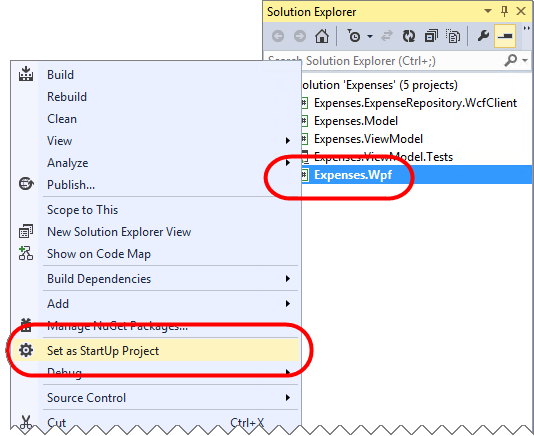 Solution Explorer
Search Solution Explorer (Ctrl+;)
olution 'Expenses' (5 projects)
Expenses.ExpenseRepository.WcfClient
Expenses.Model
Expenses.ViewModel
Expenses.ViewModel.Tests
Expenses.Wpf
Build
Rebuild
Clean
View
Analyze
Publish...
Scope to This
New Solution Explorer View
Show on Code Map
Build Dependencies
Add
Manage NuGet Packages...
Set as StartUp Project
Debug
Source Control
Cut Ctrl+X